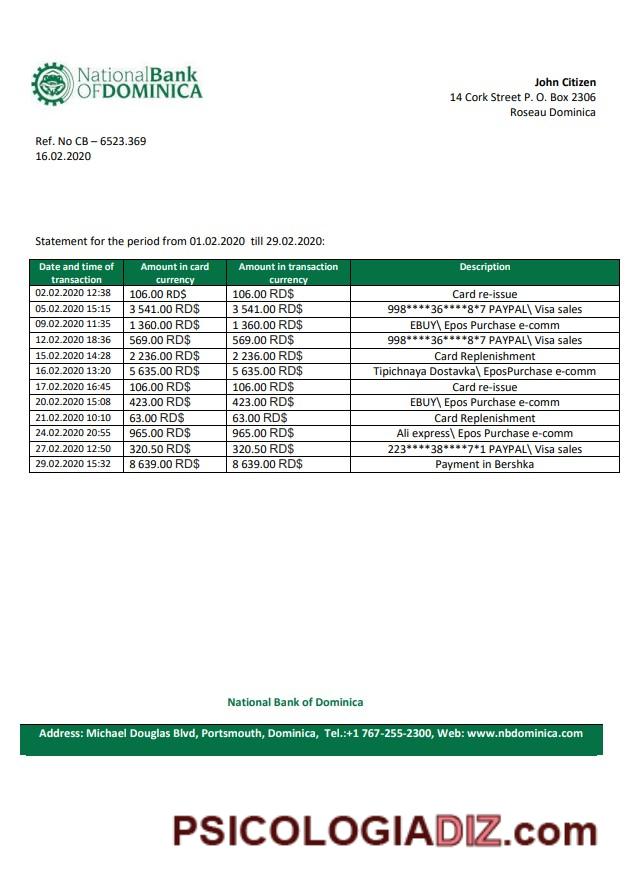 NationalBank
OFDOMINICA
John Citizen
14 Cork Street P. O. Box 2306
Roseau Dominica
Ref. No CB – 6523.369
16.02.2020
Statement for the period from 01.02.2020 till 29.02.2020:
Date and time of transaction Amount in card currency Amount in transaction currency Description
02.02.2020 12:38 106.00 RD$ 106.00 RD$ Card re-issue
05.02.2020 15:15 3 541.00 RD$ 3 541.00 RD$ 998****36****8*7 PAYPAL\ Visa sales
09.02.2020 11:35 1 360.00 RD$ 1 360.00 RD$ EBUY\ Epos Purchase e-comm
12.02.2020 18:36 569.00 RD$ 569.00 RD$ 998****36****8*7 PAYPAL\ Visa sales
15.02.2020 14:28 2 236.00 RD$ 2 236.00 RD$ Card Replenishment
16.02.2020 13:20 5 635.00 RD$ 5 635.00 RD$ Tipichnaya Dostavka\ EposPurchase e-comm
17.02.2020 16:45 106.00 RD$ 106.00 RD$ Card re-issue
20.02.2020 15:08 423.00 RD$ 423.00 RD$ EBUY\ Epos Purchase e-comm
21.02.2020 10:10 63.00 RD$ 63.00 RD$ Card Replenishment
24.02.2020 20:55 965.00 RD$ 965.00 RD$ Ali express\ Epos Purchase e-comm
27.02.2020 12:50 320.50 RD$ 320.50 RD$ 223****38****7*1 PAYPAL\ Visa sales
29.02.2020 15:32 8 639.00 RD$ 8 639.00 RD$ Payment in Bershka
National Bank of Dominica
Address: Michael Douglas Blvd, Portsmouth, Dominica, Tel.:+1 767-255-2300, Web: www.nbdominica.com
PSICOLOGIADIZ.com